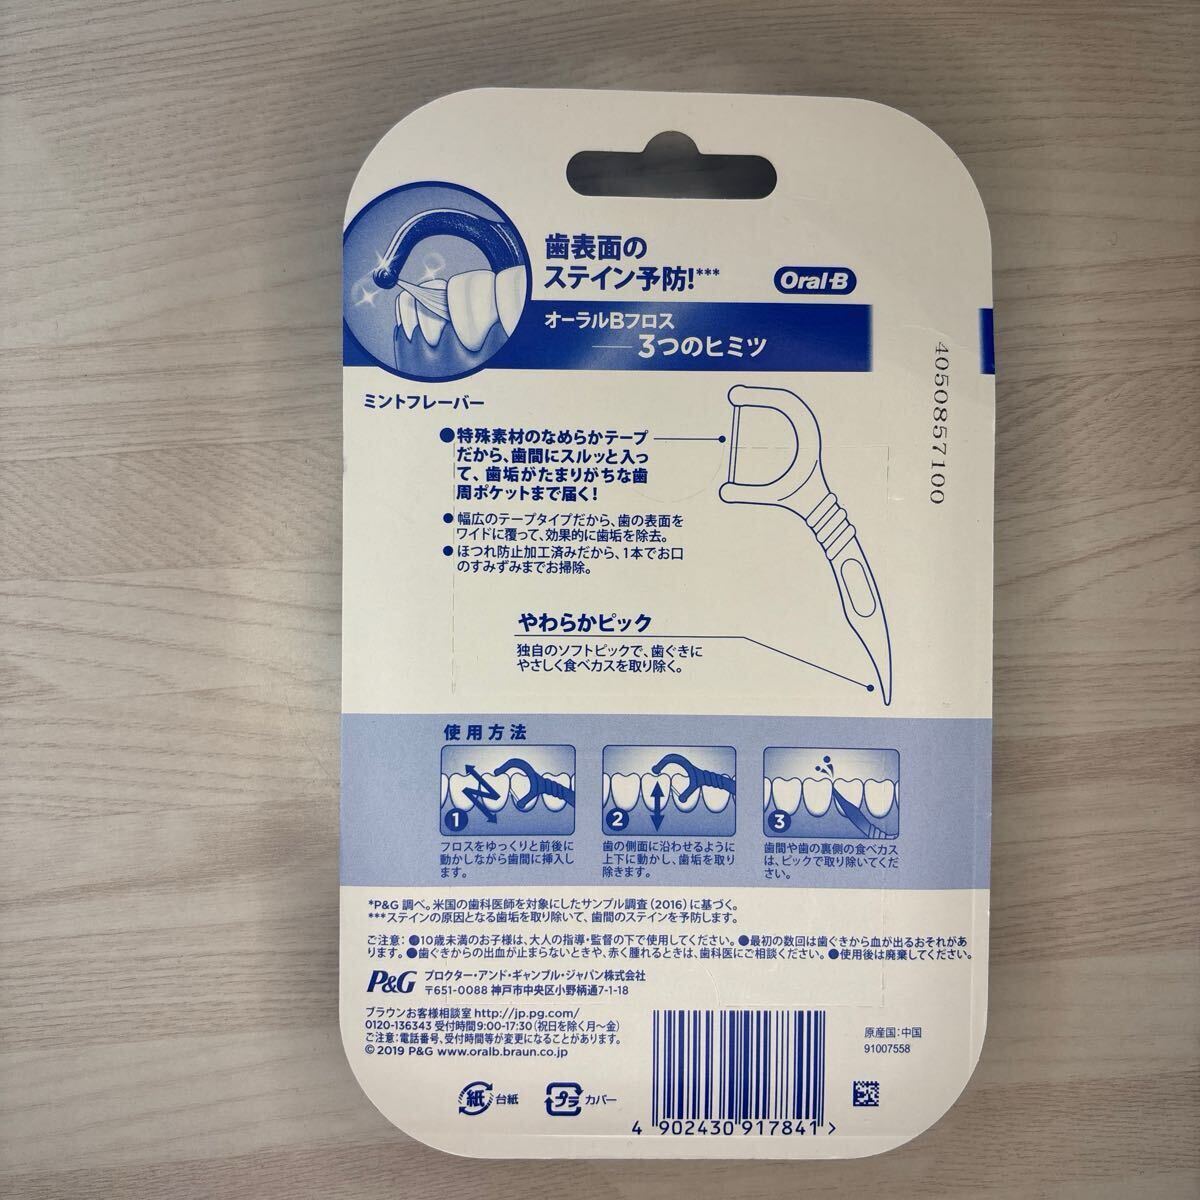 歯表面の
ステイン予防!***
Oral-B
オーラルBフロス
3つのヒミツ
4050857100
ミントフレーバー
●特殊素材のなめらかテープ
だから、歯間にスルッと入っ
て、歯垢がたまりがちな歯
周ポケットまで届く!
●幅広のテープタイプだから、歯の表面を
ワイドに覆って、効果的に歯垢を除去。
●ほつれ防止加工済みだから、1本でお口
のすみずみまでお掃除。
やわらかピック
独自のソフトピックで、歯ぐきに
やさしく食べカスを取り除く。
使用方法
1
フロスをゆっくりと前後に
動かしながら歯間に挿入し
ます。
2
歯の側面に沿わせるように
上下に動かし、歯垢を取り
除きます。
3
歯間や歯の裏側の食べカス
は、ピックで取り除いてくだ
さい。
*P&G 調べ。米国の歯科医師を対象にしたサンプル調査(2016)に基づく。
***ステインの原因となる歯垢を取り除いて、歯間のステインを予防します。
ご注意:●10歳未満のお子様は、大人の指導・監督の下で使用してください。●最初の数回は歯ぐきから血が出るおそれがあ
ります。●歯ぐきからの出血が止まらないときや、赤く腫れるときは、歯科医にご相談ください。●使用後は廃棄してください。
P&G プロクター・アンド・ギャンブル・ジャパン株式会社
〒651-0088 神戸市中央区小野柄通7-1-18
ブラウンお客様相談室 http://jp.pg.com/
0120-136343 受付時間9:00-17:30(祝日を除く月〜金)
ご注意:電話番号、受付時間等が変更になることがあります。
© 2019 P&G www.oralb.braun.co.jp
原産国:中国
91007558
紙 台紙
プラ カバー
4 902430 917841 >